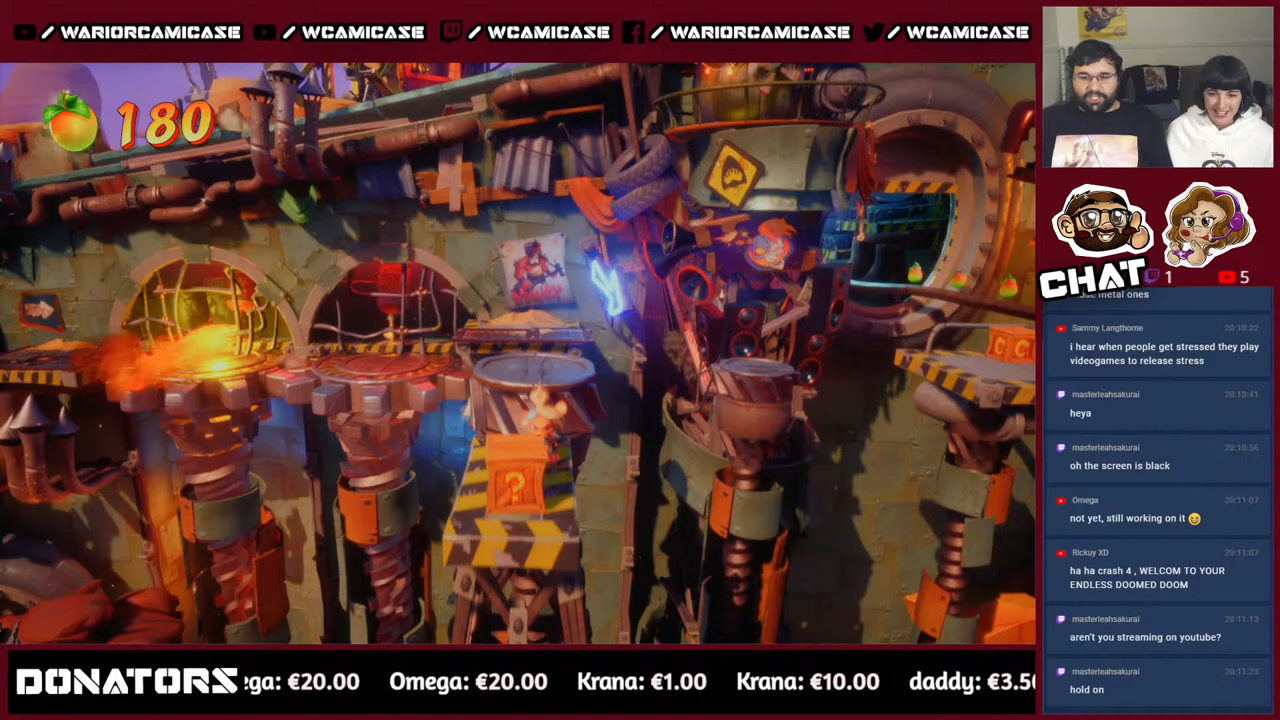 / WARIORCAMICASE / WCAMICASE / WCAMICASE / WARIORCAMICASE / WCAMICASE
180
?
CHAT 1 5
metal ones
Sammy Langthorne 20:10:22
i hear when people get stressed they play
videogames to release stress
masterleahsakurai 20:10:41
heya
masterleahsakurai 20:10:56
oh the screen is black
Omega 20:11:07
not yet, still working on it 😄
Rickuy XD 20:11:07
ha ha crash 4 , WELCOM TO YOUR
ENDLESS DOOMED DOOM
masterleahsakurai 20:11:13
aren't you streaming on youtube?
masterleahsakurai 20:11:23
hold on
DONATORS ega: €20.00 Omega: €20.00 Krana: €1.00 Krana: €10.00 daddy: €3.50